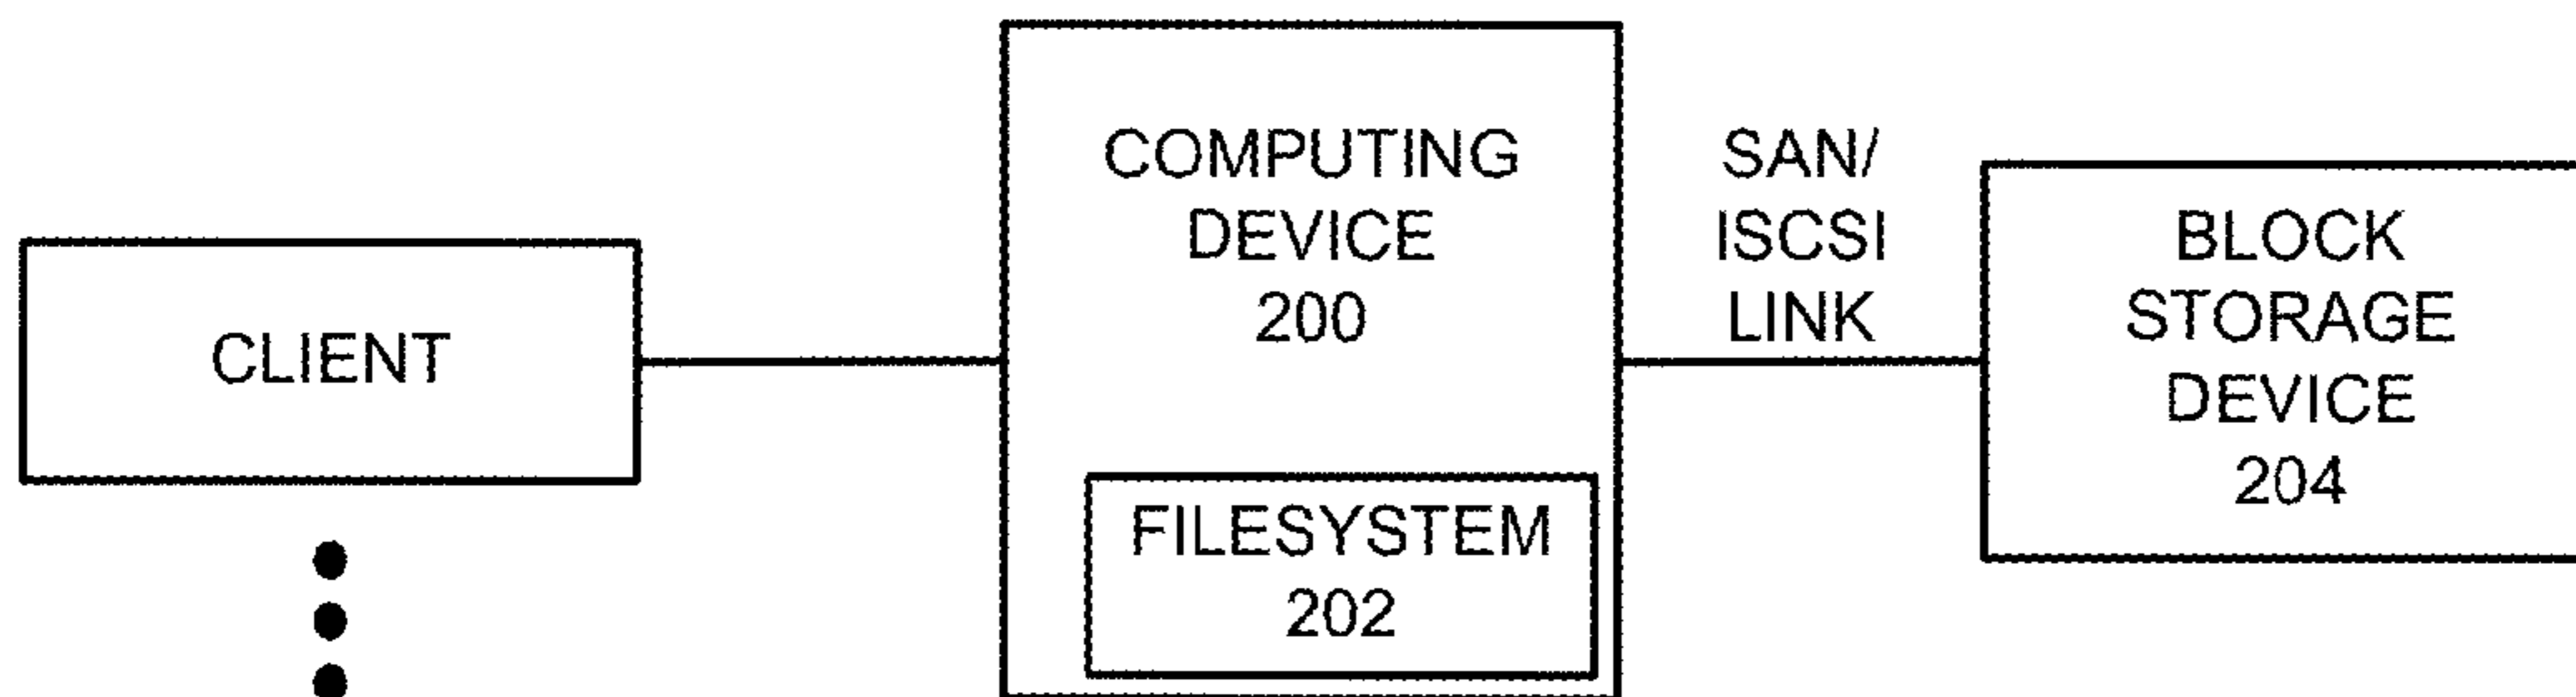 CLIENT
COMPUTING
DEVICE
200
FILESYSTEM
202
SAN/
ISCSI
LINK
BLOCK
STORAGE
DEVICE
204